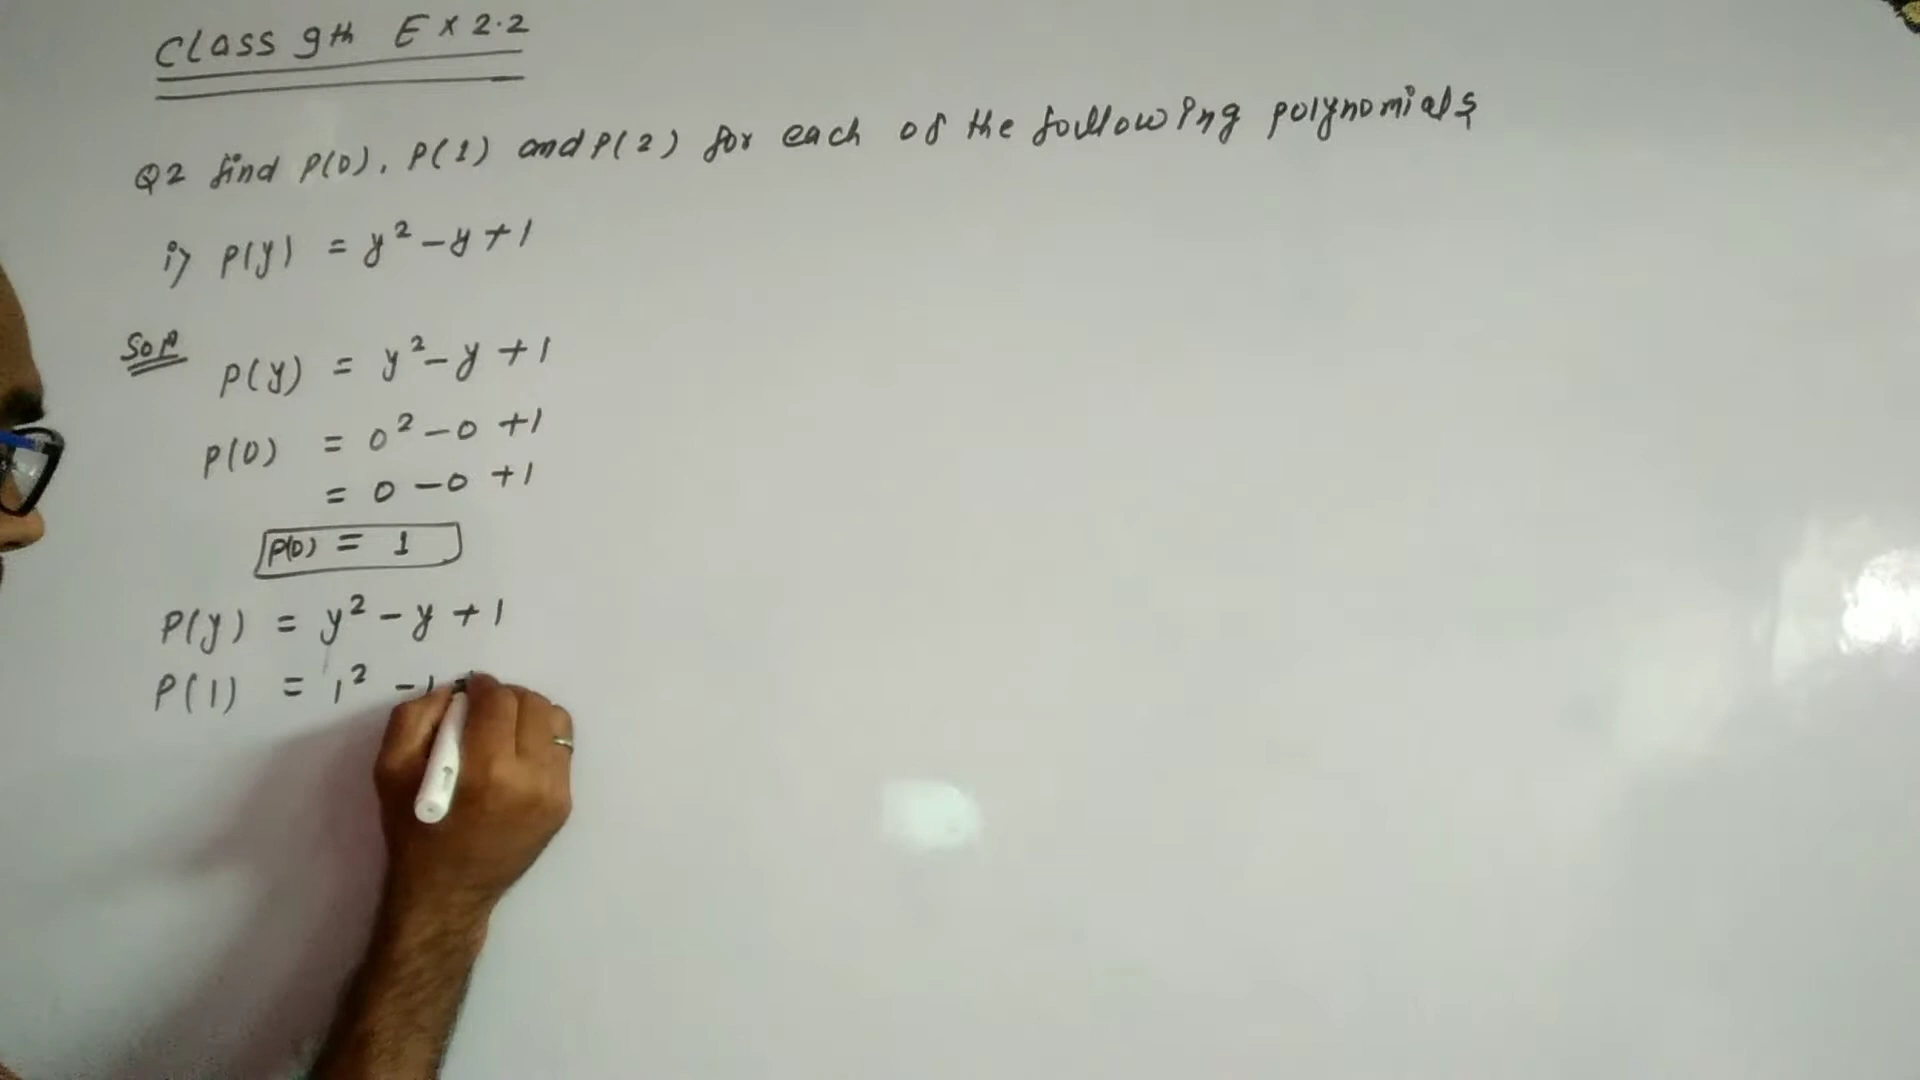 Class 9th Ex 2.2
Q2 find P(0), P(1) and P(2) for each of the following polynomials
i) P(y) = y² - y + 1
Sol
P(y) = y² - y + 1
P(0) = 0² - 0 + 1
= 0 - 0 + 1
P(0) = 1
P(y) = y² - y + 1
P(1) = 1² - 1